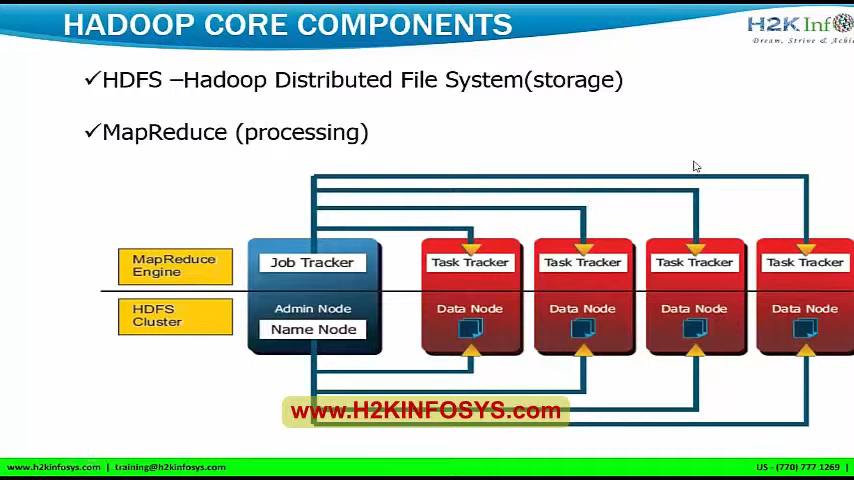 HADOOP CORE COMPONENTS
H2K Inf
Dream, Strive & Achi
✓HDFS –Hadoop Distributed File System(storage)
✓MapReduce (processing)
MapReduce
Engine
Job Tracker
Task Tracker
Task Tracker
Task Tracker
Task Tracker
HDFS
Cluster
Admin Node
Name Node
Data Node
Data Node
Data Node
Data Node
www.H2KINFOSYS.com
www.h2kinfosys.com | training@h2kinfosys.com
US - (770) 777 1269 |